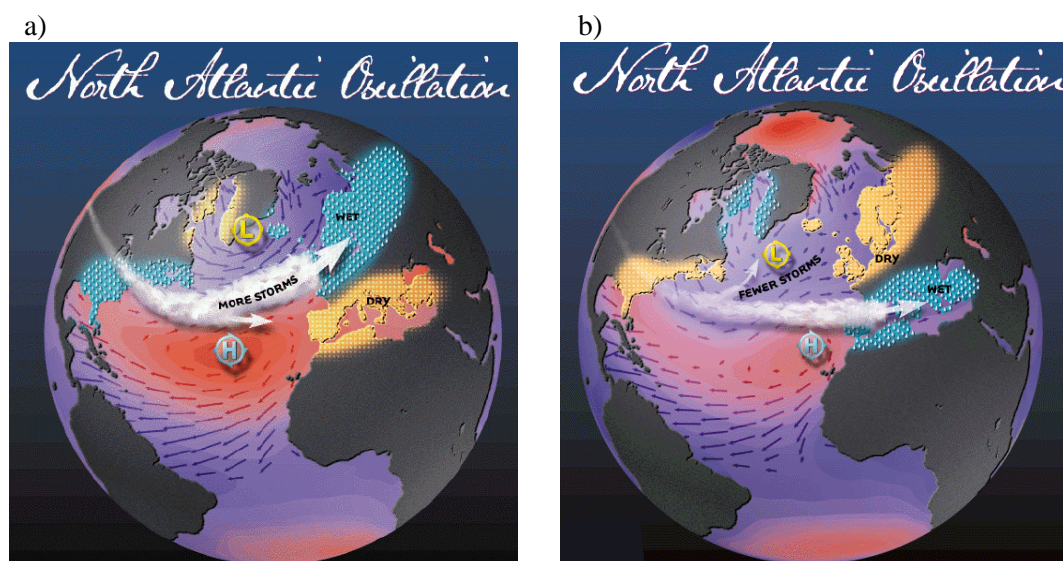 a)
North Atlantic Oscillation
L
WET
MORE STORMS
DRY
H
b)
North Atlantic Oscillation
L
DRY
FEWER STORMS
WET
H